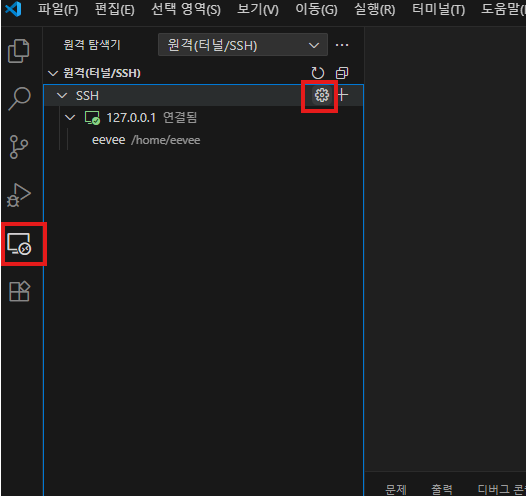 파일(F) 편집(E) 선택 영역(S) 보기(V) 이동(G) 실행(R) 터미널(T) 도움말(
원격 탐색기 원격(터널/SSH)
원격(터널/SSH)
SSH
127.0.0.1 연결됨
eevee /home/eevee
문제 출력 디버그 콘